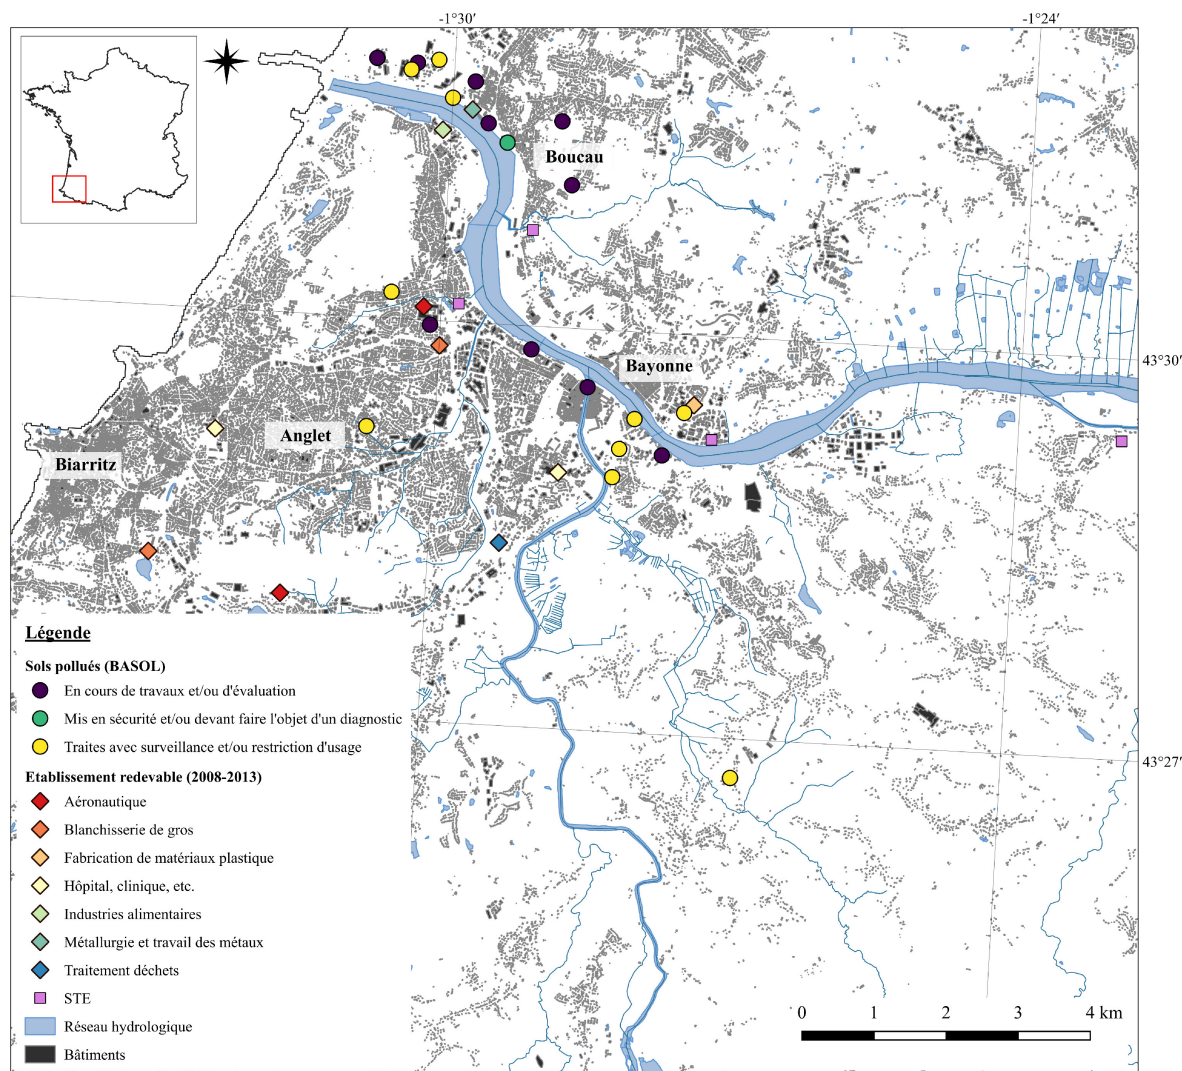 -1°30′
-1°24′
Boucau
43°30′
Bayonne
Anglet
Biarritz
43°27′
Légende
Sols pollués (BASOL)
En cours de travaux et/ou d'évaluation
Mis en sécurité et/ou devant faire l'objet d'un diagnostic
Traites avec surveillance et/ou restriction d'usage
Etablissement redevable (2008-2013)
Aéronautique
Blanchisserie de gros
Fabrication de matériaux plastique
Hôpital, clinique, etc.
Industries alimentaires
Métallurgie et travail des métaux
Traitement déchets
STE
Réseau hydrologique
Bâtiments
0 1 2 3 4 km